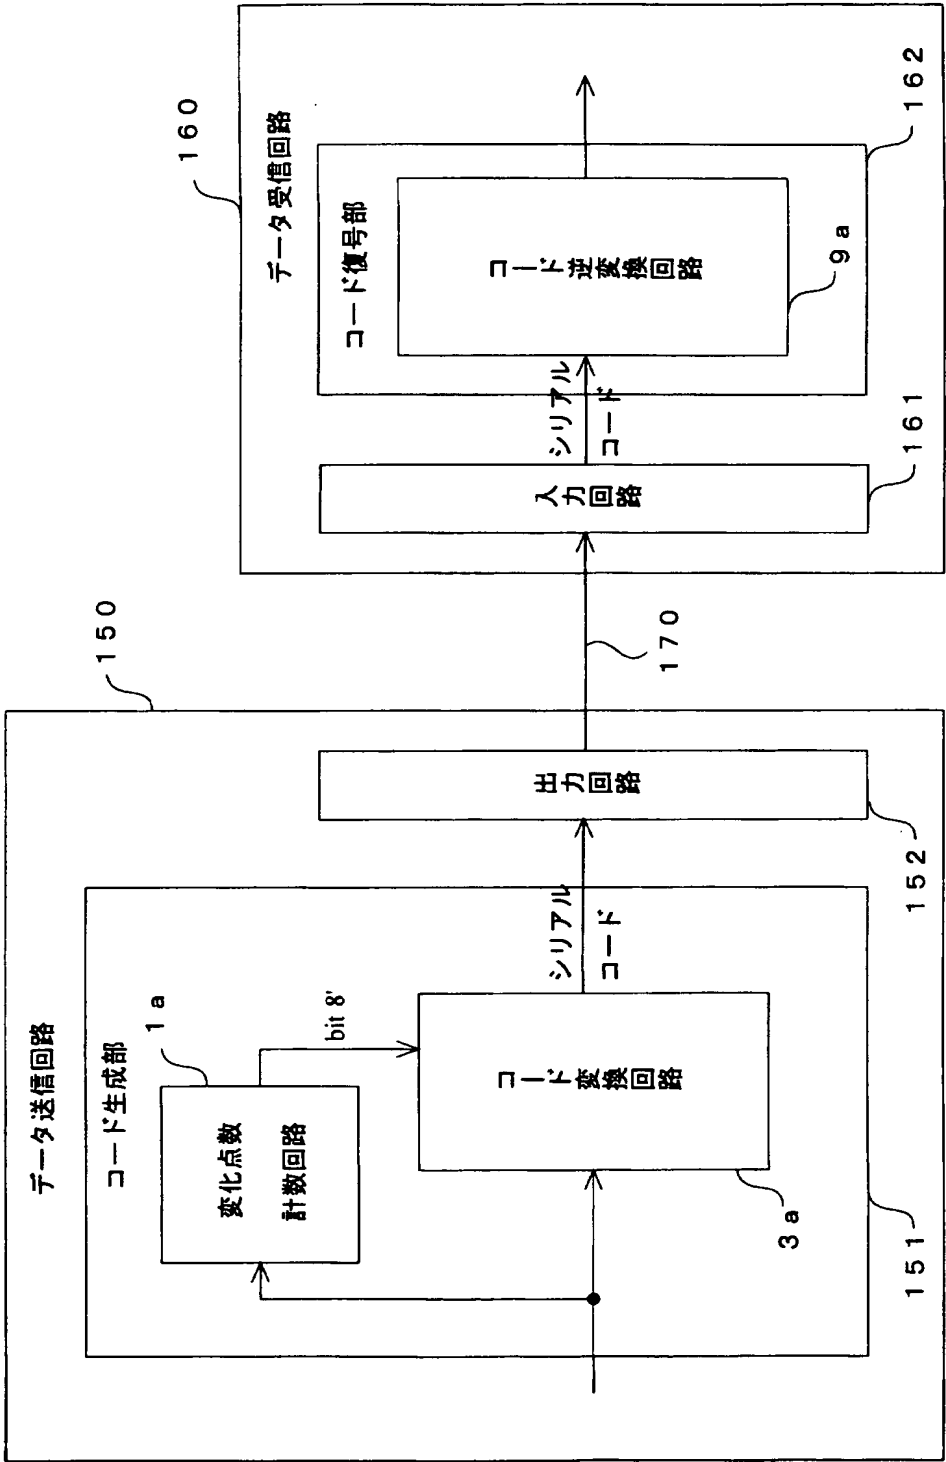 データ送信回路
150
コード生成部
1a
変化点数
計数回路
bit 8'
コード変換回路
3a
シリアル
コード
151
出力回路
152
170
データ受信回路
160
入力回路
161
シリアル
コード
コード復号部
コード逆変換回路
9a
162